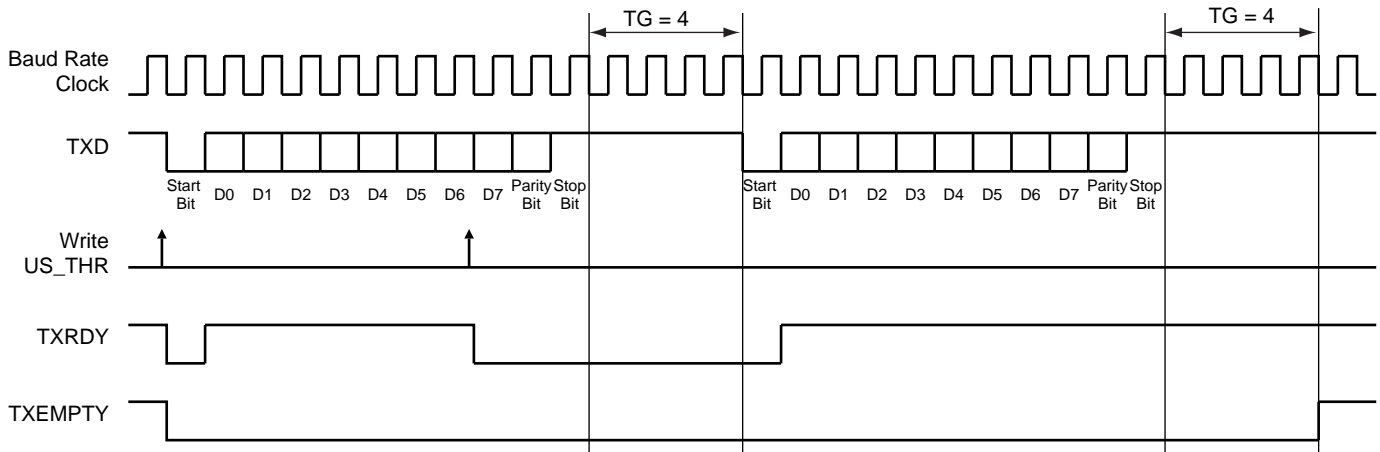 TG = 4
TG = 4
Baud Rate
Clock
TXD
Start
Bit
D0
D1
D2
D3
D4
D5
D6
D7
Parity
Bit
Stop
Bit
Start
Bit
D0
D1
D2
D3
D4
D5
D6
D7
Parity
Bit
Stop
Bit
Write
US_THR
TXRDY
TXEMPTY